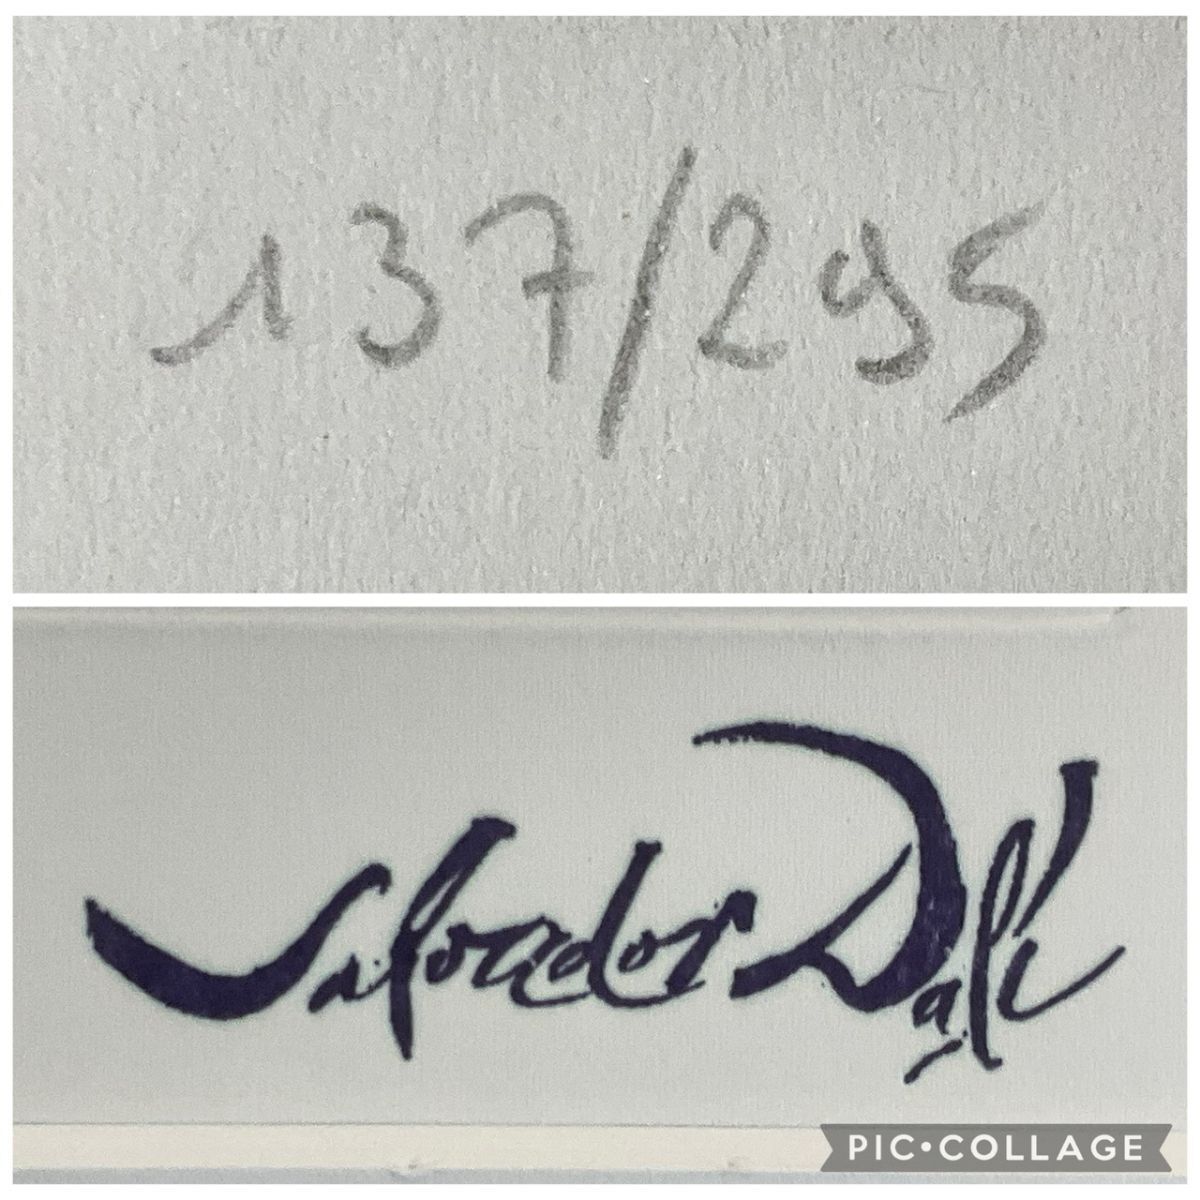 137/295
Salvador Dalí
PIC•COLLAGE